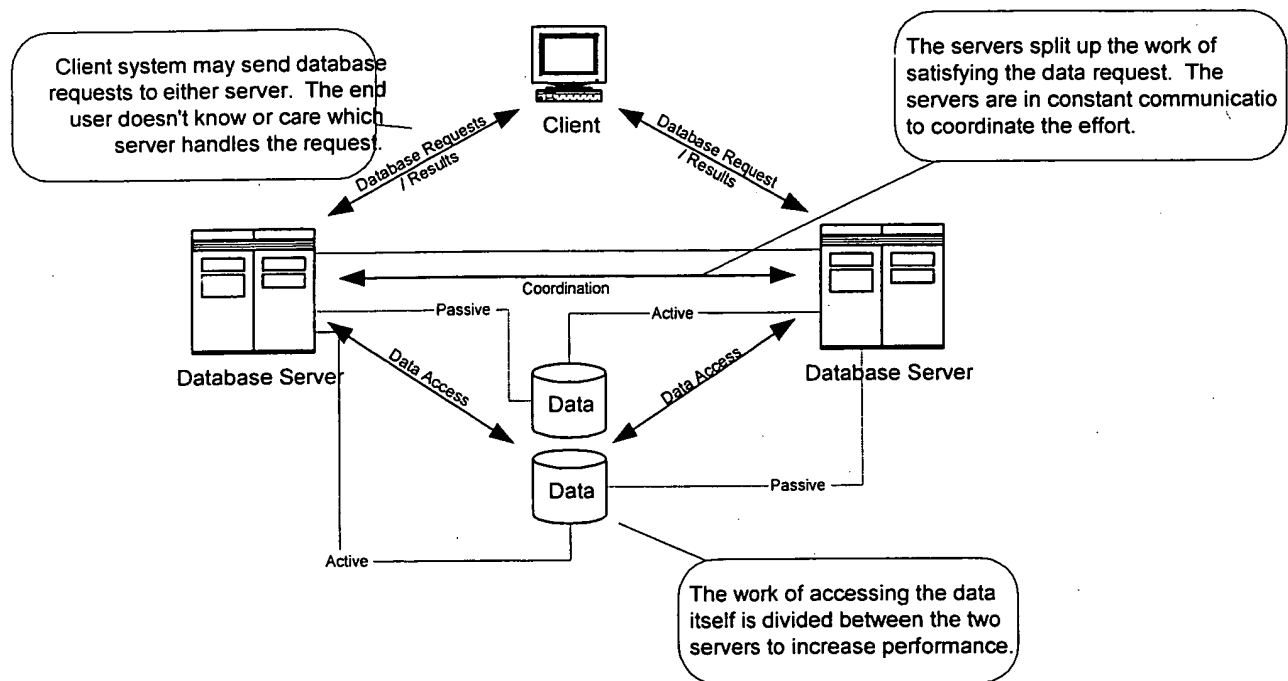 Client system may send database
requests to either server. The end
user doesn't know or care which
server handles the request.
Client
The servers split up the work of
satisfying the data request. The
servers are in constant communicatio
to coordinate the effort.
Database Requests
/ Results
Database Request
/ Results
Coordination
Passive
Active
Database Server
Data Access
Data Access
Database Server
Data
Data
Passive
Active
The work of accessing the data
itself is divided between the two
servers to increase performance.